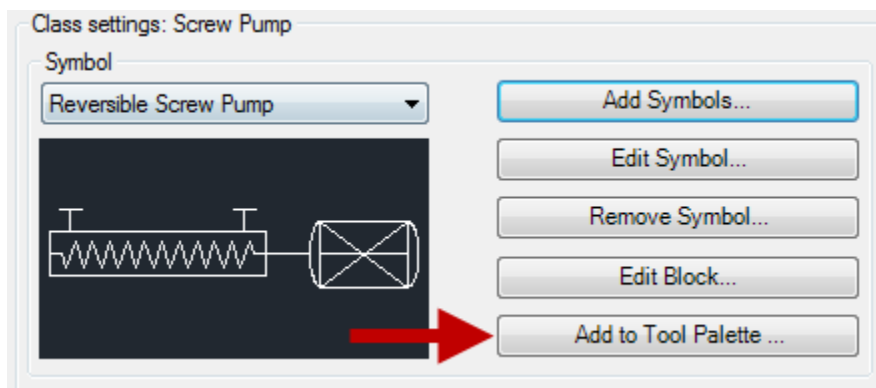 Class settings: Screw Pump
Symbol
Reversible Screw Pump
Add Symbols...
Edit Symbol...
Remove Symbol...
Edit Block...
Add to Tool Palette ...